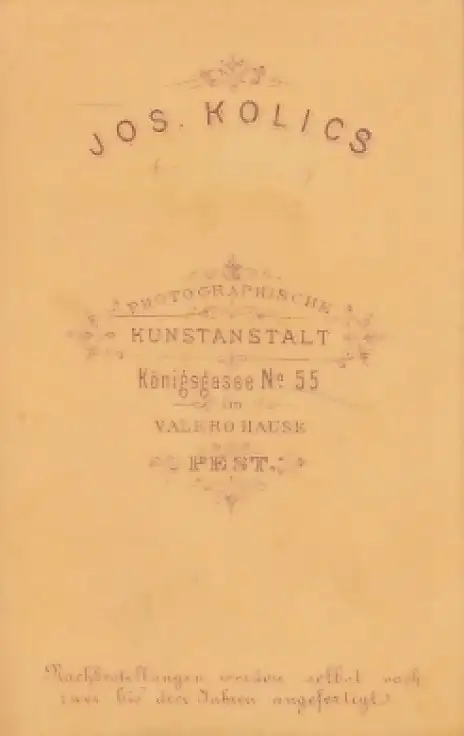 JOS. KOLICS
PHOTOGRAPHISCHE
KUNSTANSTALT
Königsgasse No 55
im
VALERO HAUSE
PEST.
Nachbestellungen werden selbst nach
zwei bis drei Jahren angefertigt